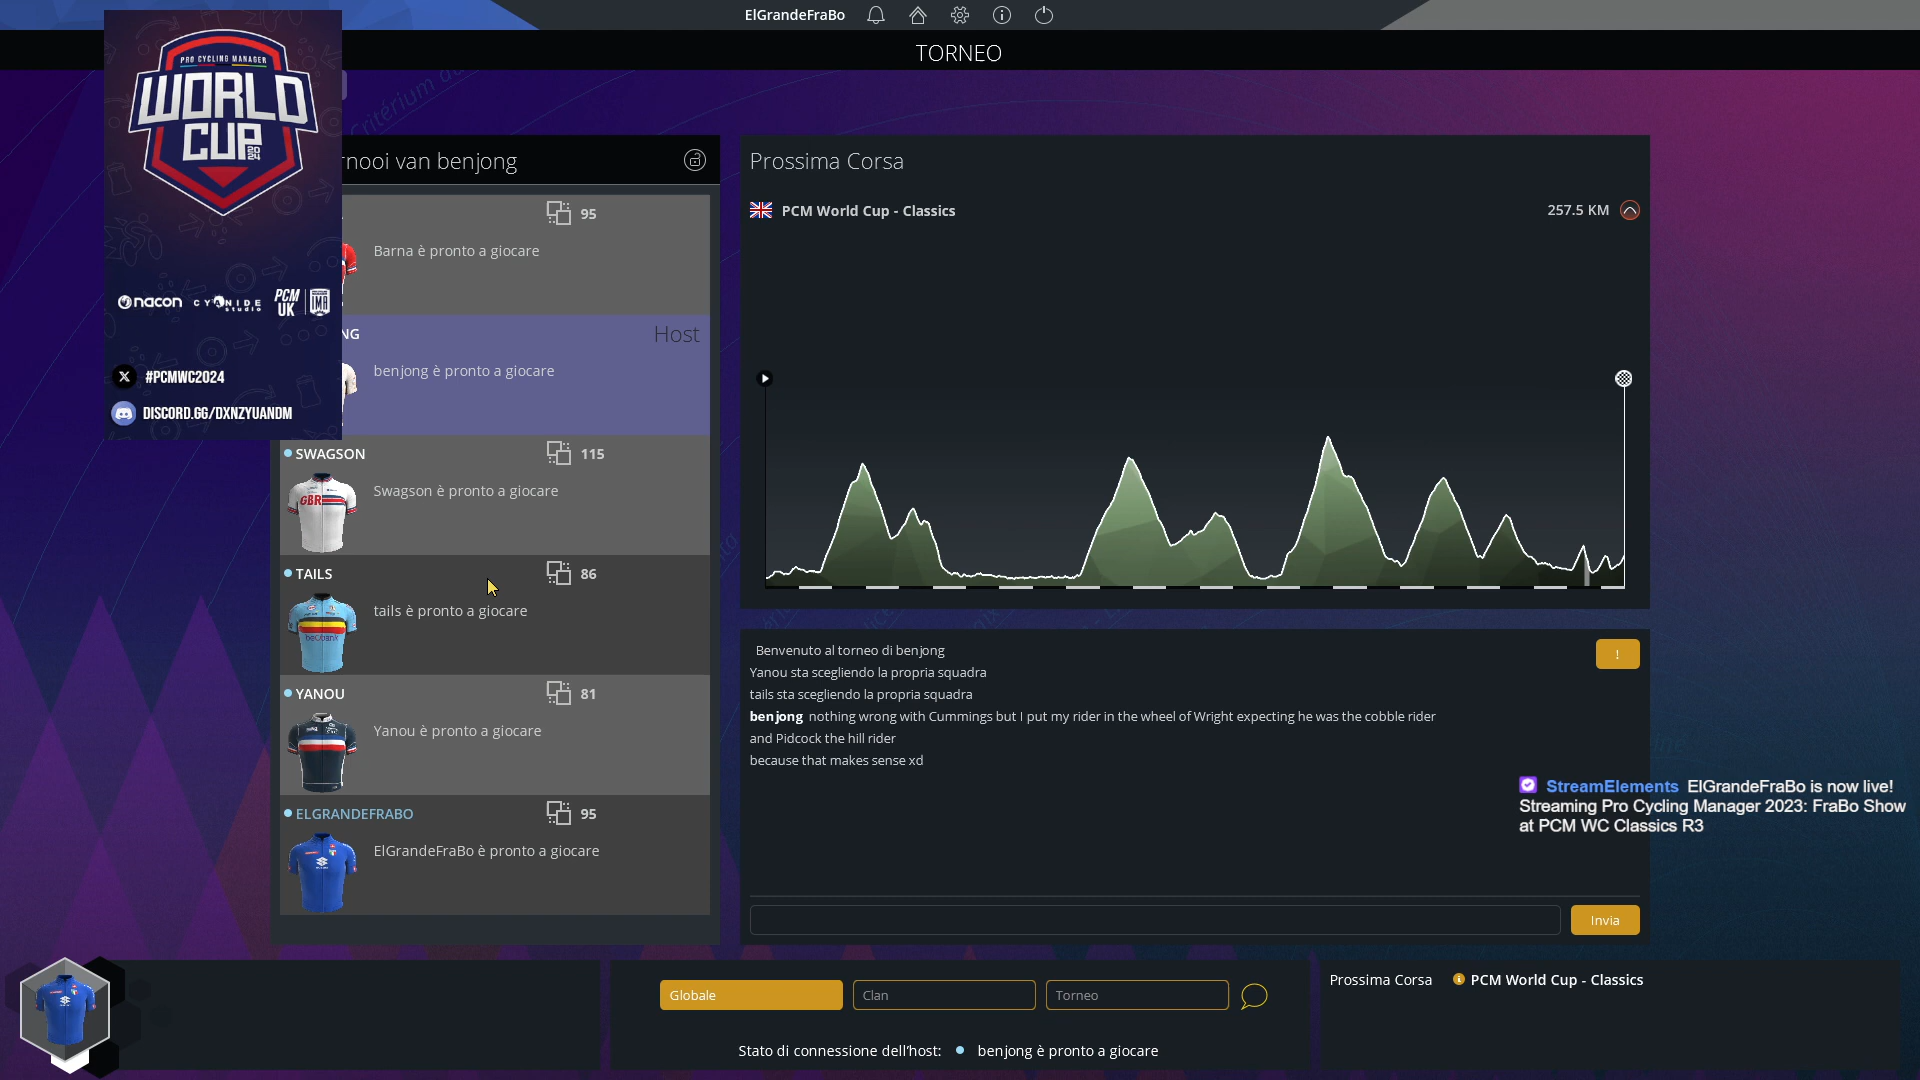 ElGrandeFraBo
TORNEO
PRO CYCLING MANAGER
WORLD
CUP
2024
nacon
CYANIDE
studio
PCM
UK
#PCMWC2024
DISCORD.GG/DXNZYUANDM
rnooi van benjong
95
Barna è pronto a giocare
NG
Host
benjong è pronto a giocare
SWAGSON
115
Swagson è pronto a giocare
GBR
TAILS
86
tails è pronto a giocare
YANOU
81
Yanou è pronto a giocare
ELGRANDEFRABO
95
ElGrandeFraBo è pronto a giocare
Prossima Corsa
PCM World Cup - Classics
257.5 KM
Benvenuto al torneo di benjong
!
Yanou sta scegliendo la propria squadra
tails sta scegliendo la propria squadra
benjong nothing wrong with Cummings but I put my rider in the wheel of Wright expecting he was the cobble rider
and Pidcock the hill rider
because that makes sense xd
StreamElements ElGrandeFraBo is now live!
Streaming Pro Cycling Manager 2023: FraBo Show
at PCM WC Classics R3
Invia
Globale
Clan
Torneo
Stato di connessione dell'host: benjong è pronto a giocare
Prossima Corsa
PCM World Cup - Classics